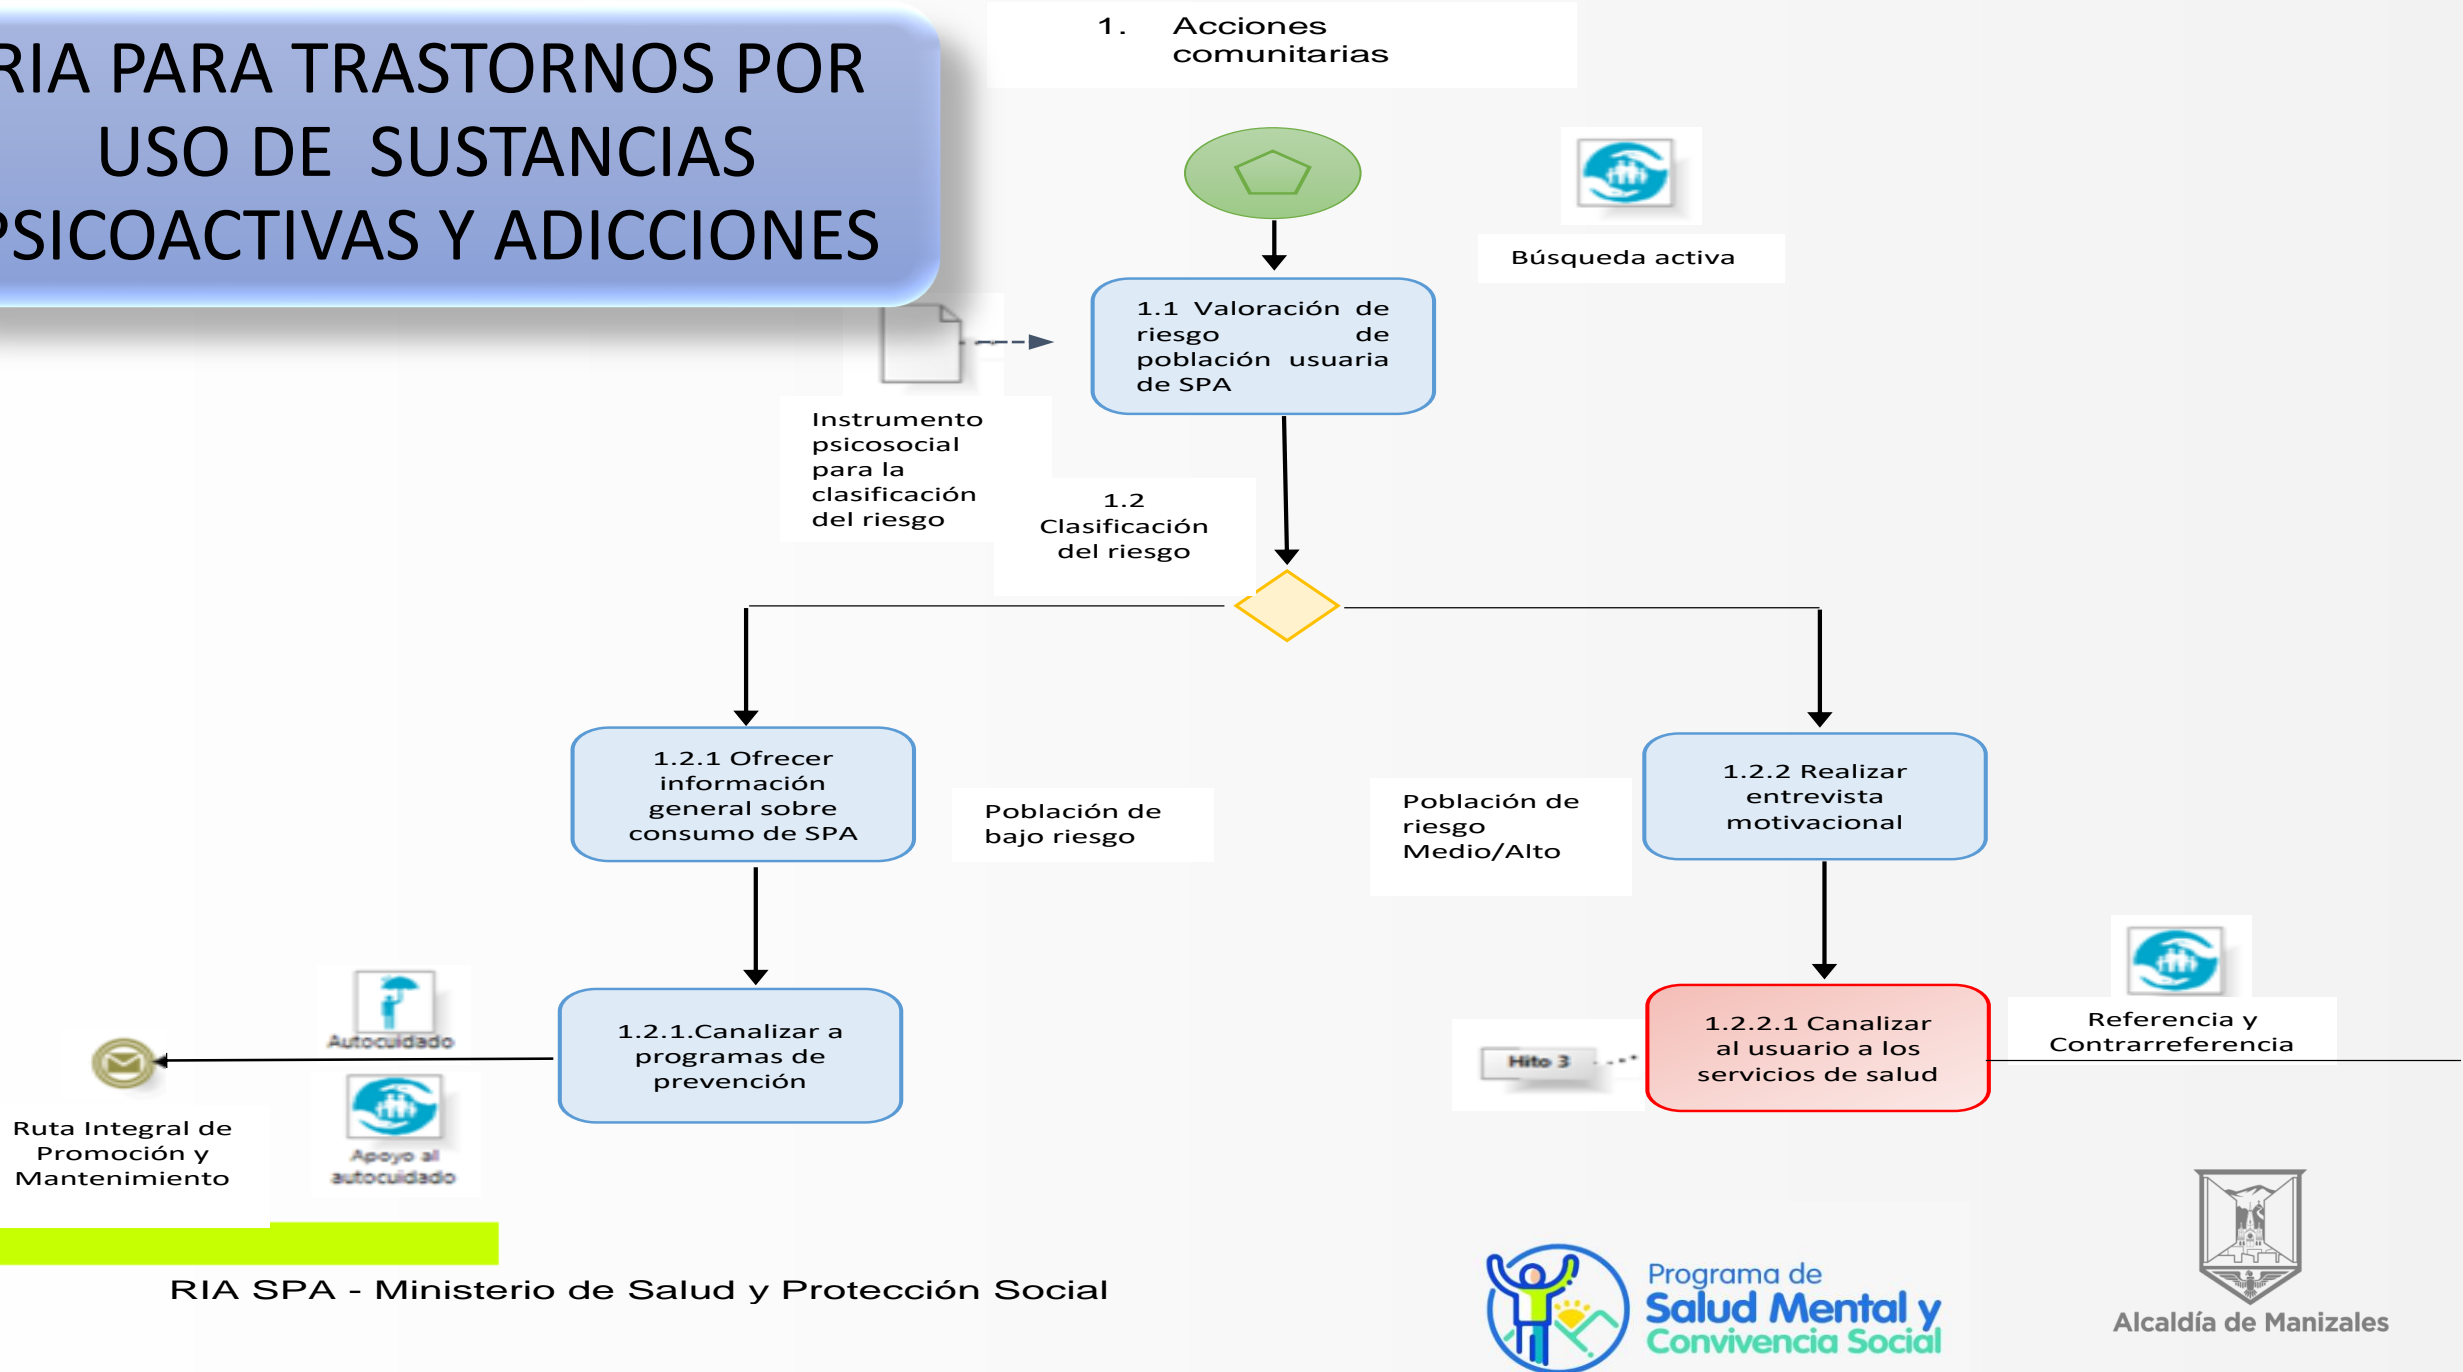 RIA PARA TRASTORNOS POR
USO DE SUSTANCIAS
PSICOACTIVAS Y ADICCIONES
1. Acciones
comunitarias
Búsqueda activa
1.1 Valoración de
riesgo de
población usuaria
de SPA
Instrumento
psicosocial
para la
clasificación
del riesgo
1.2
Clasificación
del riesgo
1.2.1 Ofrecer
información
general sobre
consumo de SPA
Población de
bajo riesgo
Población de
riesgo
Medio/Alto
1.2.2 Realizar
entrevista
motivacional
Autocuidado
1.2.1.Canalizar a
programas de
prevención
Hito 3
1.2.2.1 Canalizar
al usuario a los
servicios de salud
Referencia y
Contrarreferencia
Ruta Integral de
Promoción y
Mantenimiento
Apoyo al
autocuidado
RIA SPA - Ministerio de Salud y Protección Social
Programa de
Salud Mental y
Convivencia Social
Alcaldía de Manizales